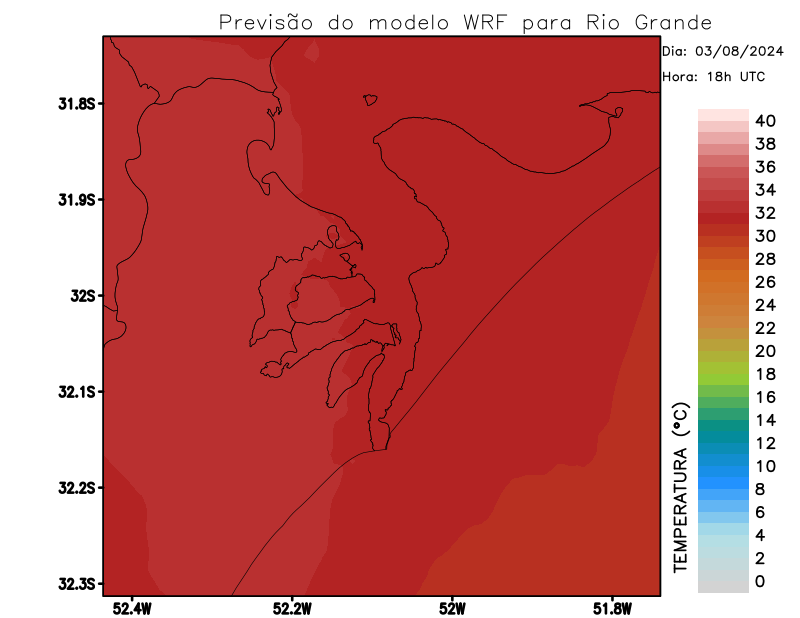 Previsão do modelo WRF para Rio Grande
Dia: 03/08/2024
Hora: 18h UTC
31.8S
31.9S
32S
32.1S
32.2S
32.3S
52.4W
52.2W
52W
51.8W
TEMPERATURA (°C)
40
38
36
34
32
30
28
26
24
22
20
18
16
14
12
10
8
6
4
2
0